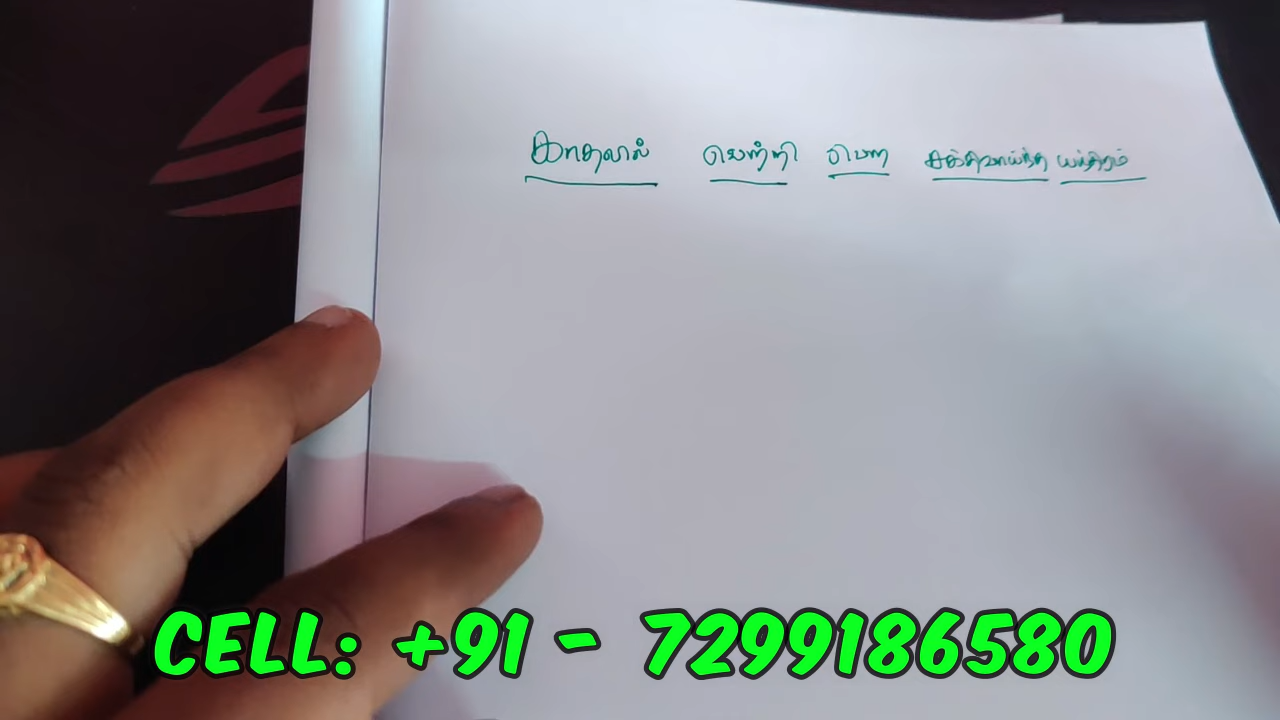 காதலில் வெற்றி பெற சக்திவாய்ந்த யந்திரம்
CELL: +91 - 7299186580